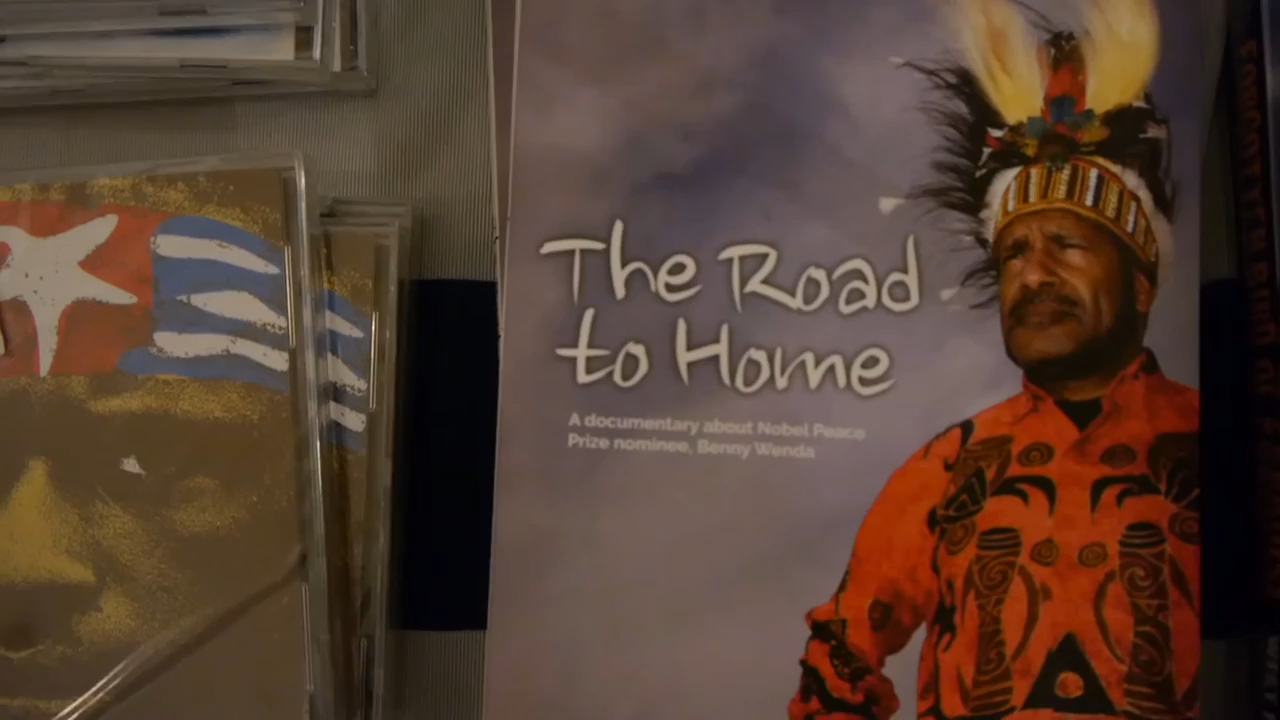 The Road
to Home
A documentary about Nobel Peace
Prize nominee, Benny Wenda